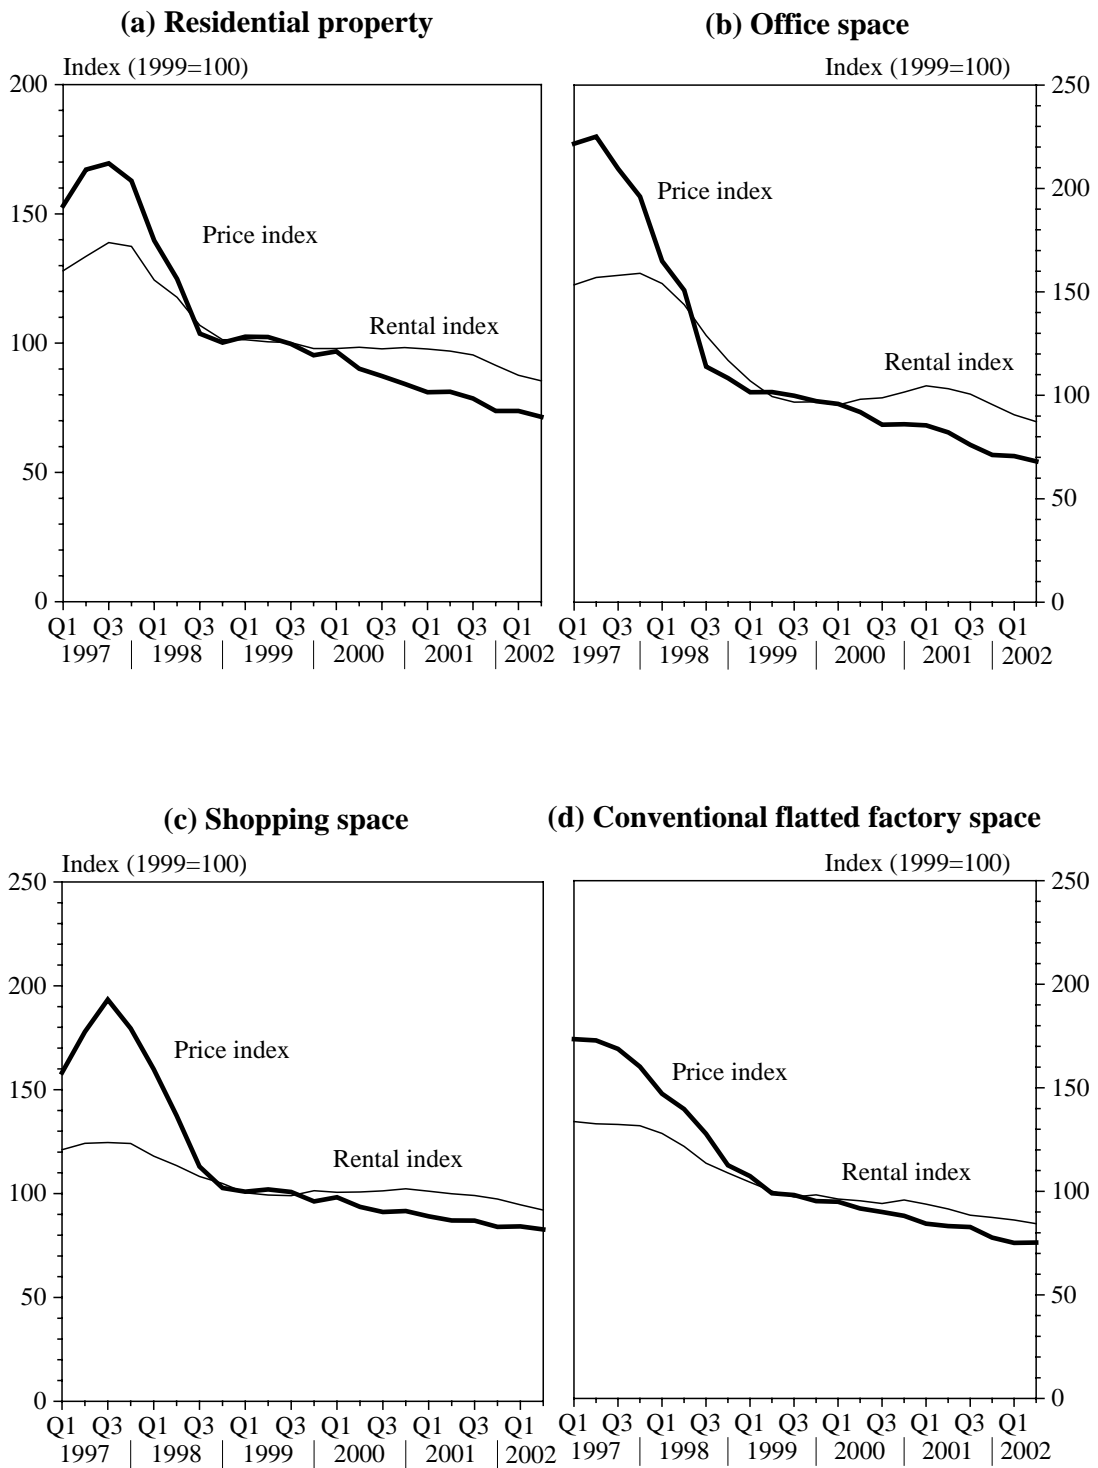 (a) Residential property
Index (1999=100)
200
150
100
50
0
Price index
Rental index
Q1 Q3 Q1 Q3 Q1 Q3 Q1 Q3 Q1 Q3 Q1
1997 | 1998 | 1999 | 2000 | 2001 | 2002
(b) Office space
Index (1999=100)
250
200
150
100
50
0
Price index
Rental index
Q1 Q3 Q1 Q3 Q1 Q3 Q1 Q3 Q1 Q3 Q1
1997 | 1998 | 1999 | 2000 | 2001 | 2002
(c) Shopping space
Index (1999=100)
250
200
150
100
50
0
Price index
Rental index
Q1 Q3 Q1 Q3 Q1 Q3 Q1 Q3 Q1 Q3 Q1
1997 | 1998 | 1999 | 2000 | 2001 | 2002
(d) Conventional flatted factory space
Index (1999=100)
250
200
150
100
50
0
Price index
Rental index
Q1 Q3 Q1 Q3 Q1 Q3 Q1 Q3 Q1 Q3 Q1
1997 | 1998 | 1999 | 2000 | 2001 | 2002